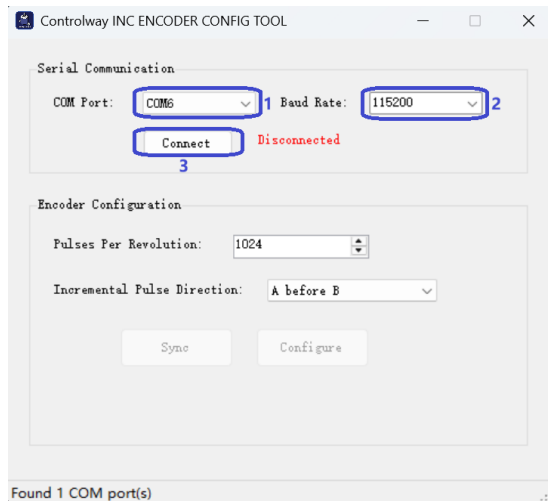 Controlway INC ENCODER CONFIG TOOL
Serial Communication
COM Port: COM6 1 Baud Rate: 115200 2
Connect Disconnected
3
Encoder Configuration
Pulses Per Revolution: 1024
Incremental Pulse Direction: A before B
Sync Configure
Found 1 COM port(s)